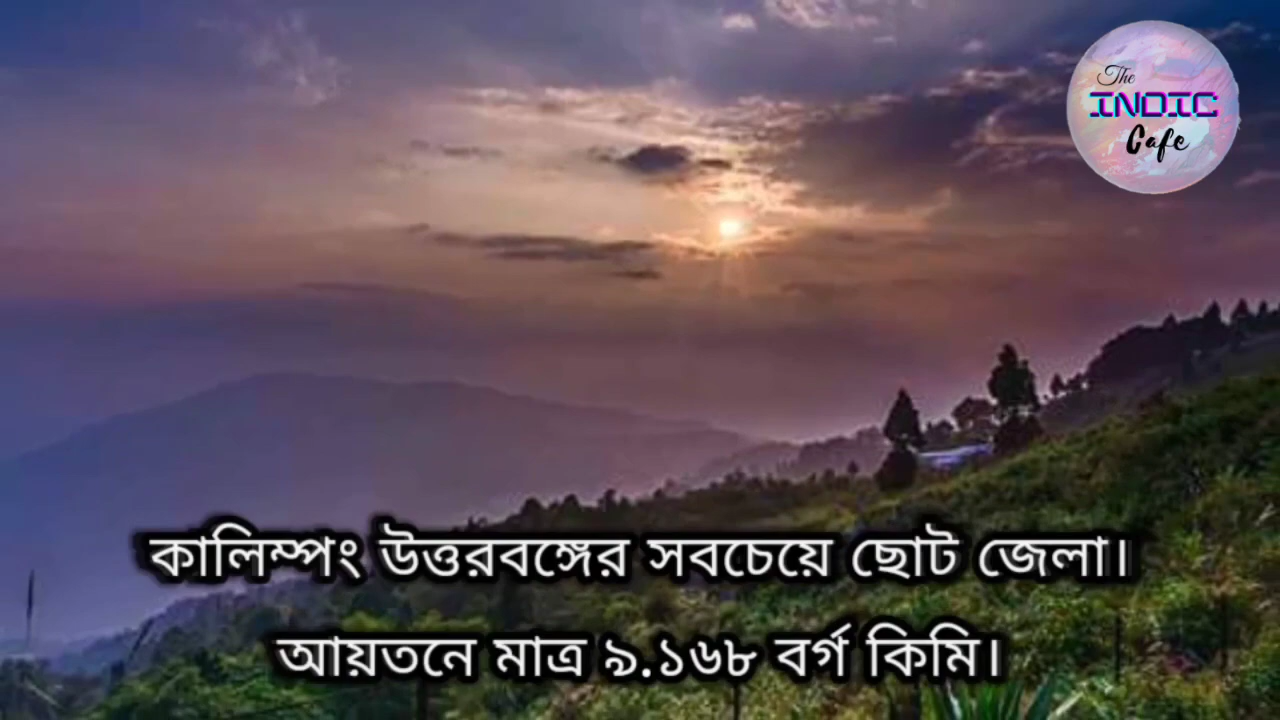 The
INDIC
Cafe
কালিম্পং উত্তরবঙ্গের সবচেয়ে ছোট জেলা।
আয়তনে মাত্র ৯.১৬৮ বর্গ কিমি।